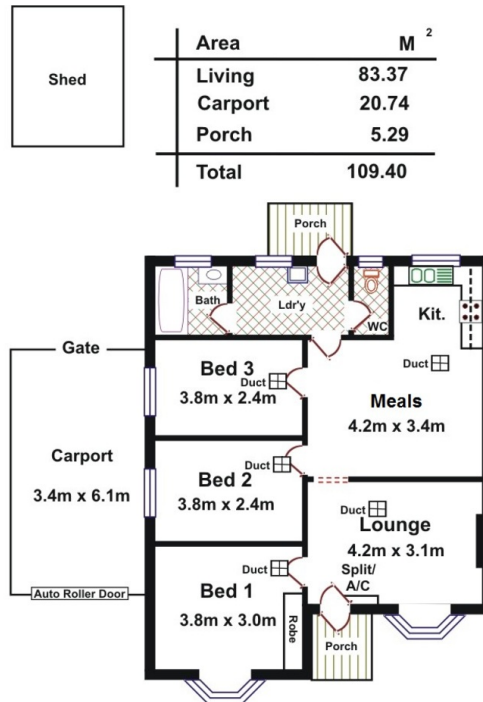 Shed
Area M 2
Living 83.37
Carport 20.74
Porch 5.29
Total 109.40
Porch
Bath
Ldr'y
WC
Kit.
Gate
Bed 3
Duct
3.8m x 2.4m
Duct
Meals
4.2m x 3.4m
Carport
3.4m x 6.1m
Duct
Bed 2
3.8m x 2.4m
Duct
Lounge
4.2m x 3.1m
Split/
A/C
Duct
Auto Roller Door
Bed 1
3.8m x 3.0m
Robe
Porch